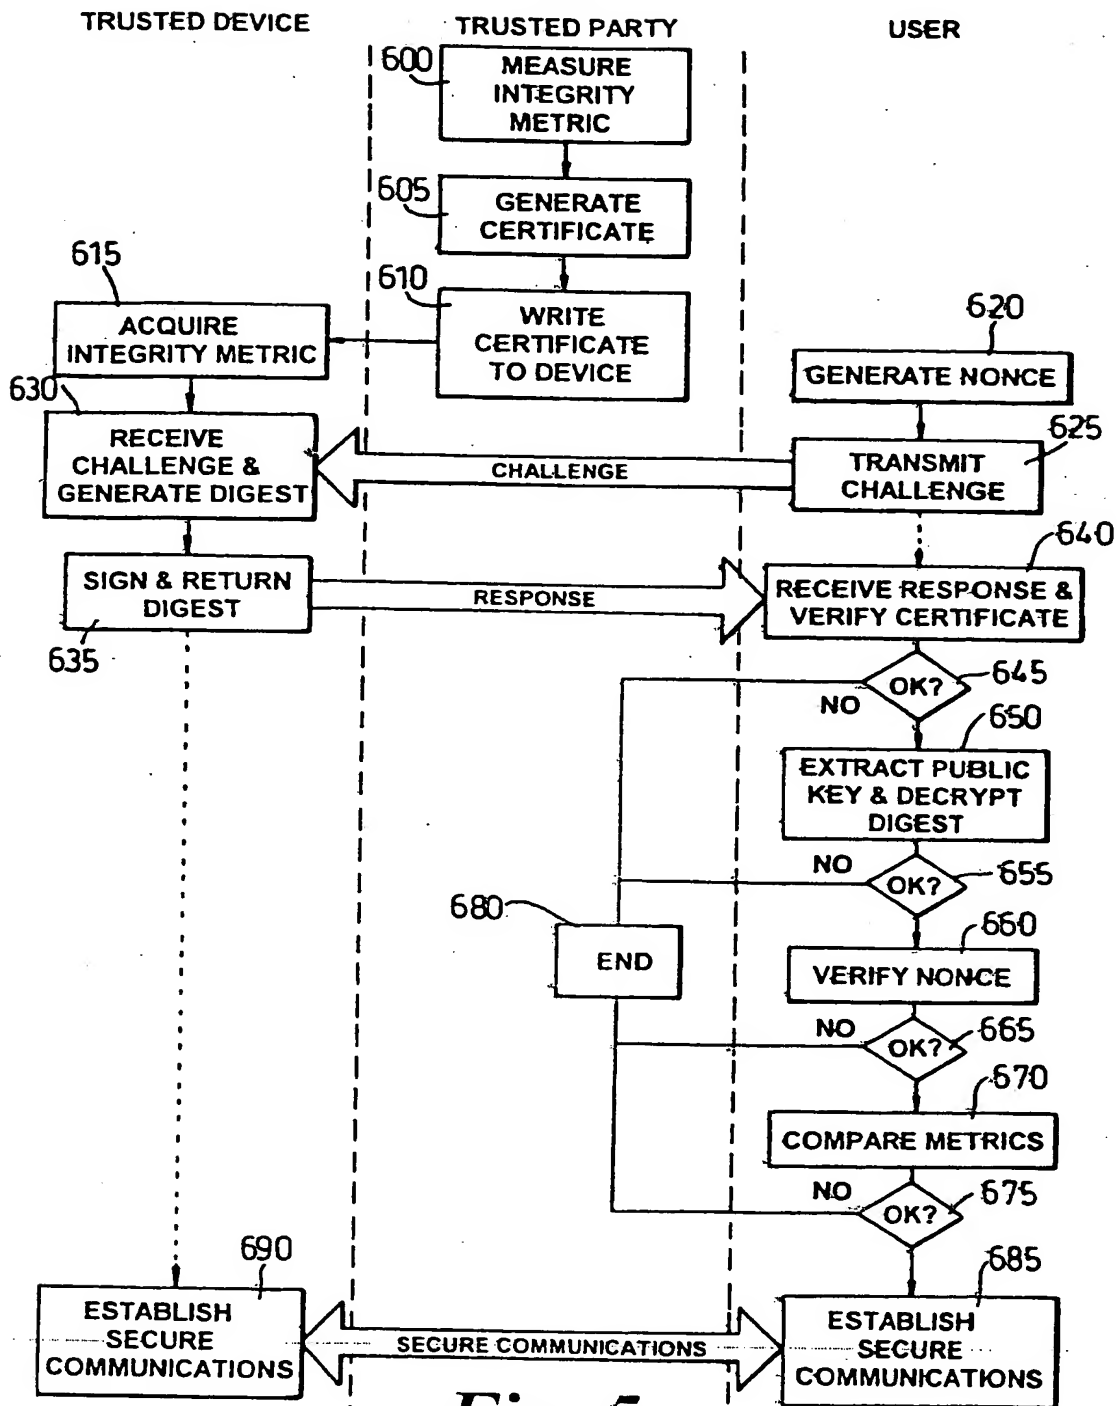 TRUSTED DEVICE
TRUSTED PARTY
USER
600
MEASURE
INTEGRITY
METRIC
605
GENERATE
CERTIFICATE
615
610
ACQUIRE
INTEGRITY METRIC
WRITE
CERTIFICATE
TO DEVICE
620
GENERATE NONCE
630
RECEIVE
CHALLENGE &
GENERATE DIGEST
CHALLENGE
625
TRANSMIT
CHALLENGE
640
SIGN & RETURN
DIGEST
635
RESPONSE
RECEIVE RESPONSE &
VERIFY CERTIFICATE
OK?
645
NO
650
EXTRACT PUBLIC
KEY & DECRYPT
DIGEST
NO
OK?
655
680
END
660
VERIFY NONCE
NO
OK?
665
670
COMPARE METRICS
NO
OK?
675
690
685
ESTABLISH
SECURE
COMMUNICATIONS
SECURE COMMUNICATIONS
ESTABLISH
SECURE
COMMUNICATIONS